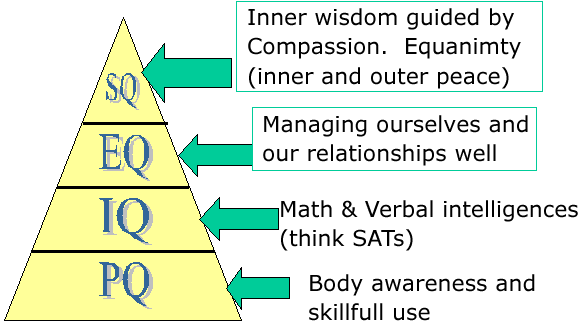 Inner wisdom guided by
Compassion.  Equanimty
(inner and outer peace)
SQ
Managing ourselves and
our relationships well
EQ
Math & Verbal intelligences
(think SATs)
IQ
Body awareness and
skillfull use
PQ